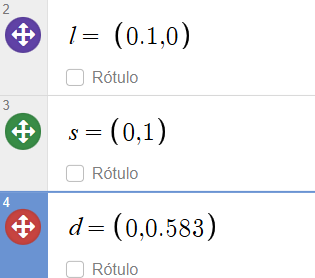 2
l = (0.1,0)
Rótulo
3
s = (0,1)
Rótulo
4
d = (0,0.583)
Rótulo